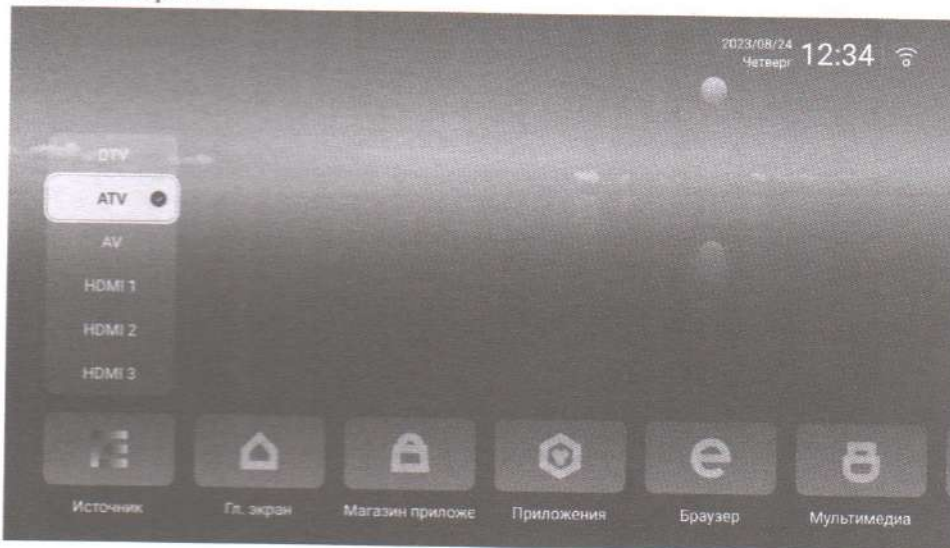 2023/08/24
Четверг
12:34
DTV
ATV
AV
HDMI 1
HDMI 2
HDMI 3
Источник
Гл. экран
Магазин приложе
Приложения
Браузер
Мультимедиа